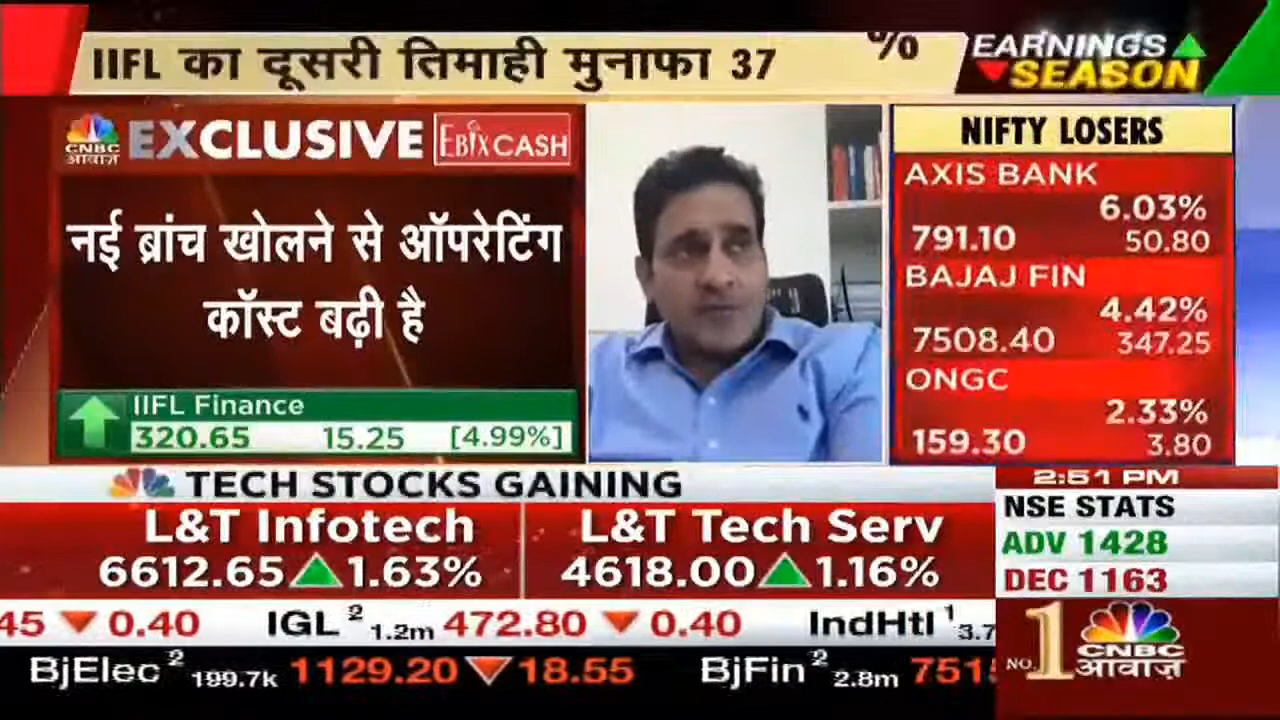 IIFL का दूसरी तिमाही मुनाफा 37 %
EARNINGS
SEASON
CNBC
आवाज़
EXCLUSIVE
EbixCASH
नई ब्रांच खोलने से ऑपरेटिंग
कॉस्ट बढ़ी है
IIFL Finance
320.65 15.25 [4.99%]
NIFTY LOSERS
AXIS BANK
6.03%
791.10 50.80
BAJAJ FIN
4.42%
7508.40 347.25
ONGC
2.33%
159.30 3.80
TECH STOCKS GAINING
L&T Infotech
6612.65 1.63%
L&T Tech Serv
4618.00 1.16%
2:51 PM
NSE STATS
ADV 1428
DEC 1163
45 0.40 IGL 2 1.2m 472.80 0.40 IndHtl 1 3.7
BjElec 2 199.7k 1129.20 18.55 BjFin 2 2.8m 751
NO. 1 CNBC
आवाज़